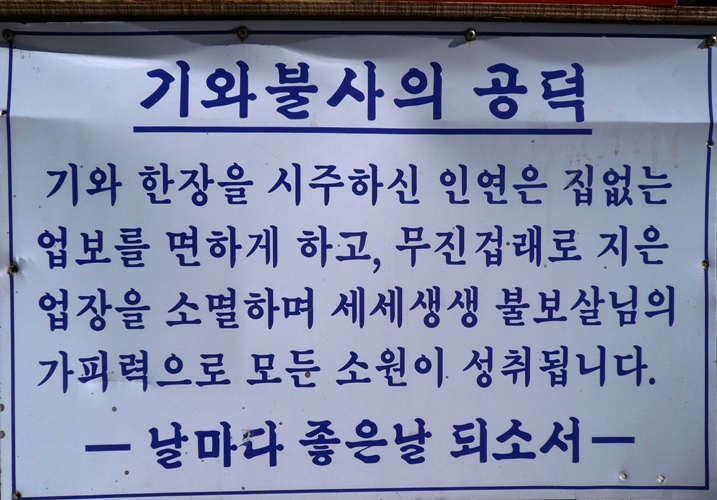 기와불사의 공덕
기와 한장을 시주하신 인연은 집없는
업보를 면하게 하고, 무진겁래로 지은
업장을 소멸하며 세세생생 불보살님의
가피력으로 모든 소원이 성취됩니다.
— 날마다 좋은날 되소서 —